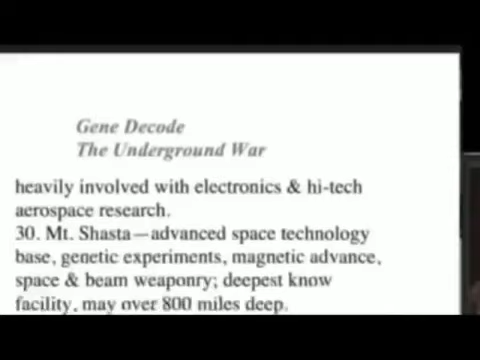 Gene Decode
The Underground War
heavily involved with electronics & hi-tech
aerospace research.
30. Mt. Shasta—advanced space technology
base, genetic experiments, magnetic advance,
space & beam weaponry; deepest know
facility, may over 800 miles deep.